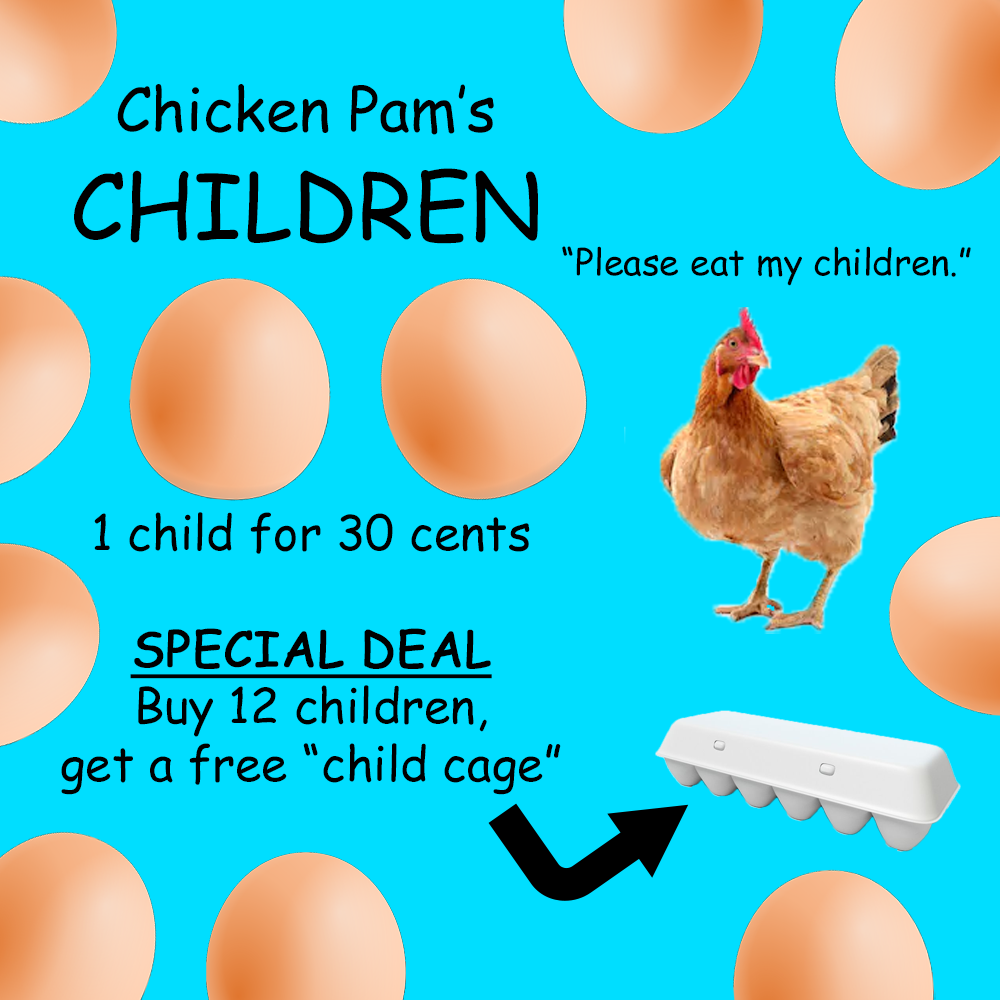 Chicken Pam’s
CHILDREN
“Please eat my children.”
1 child for 30 cents
SPECIAL DEAL
Buy 12 children,
get a free “child cage”